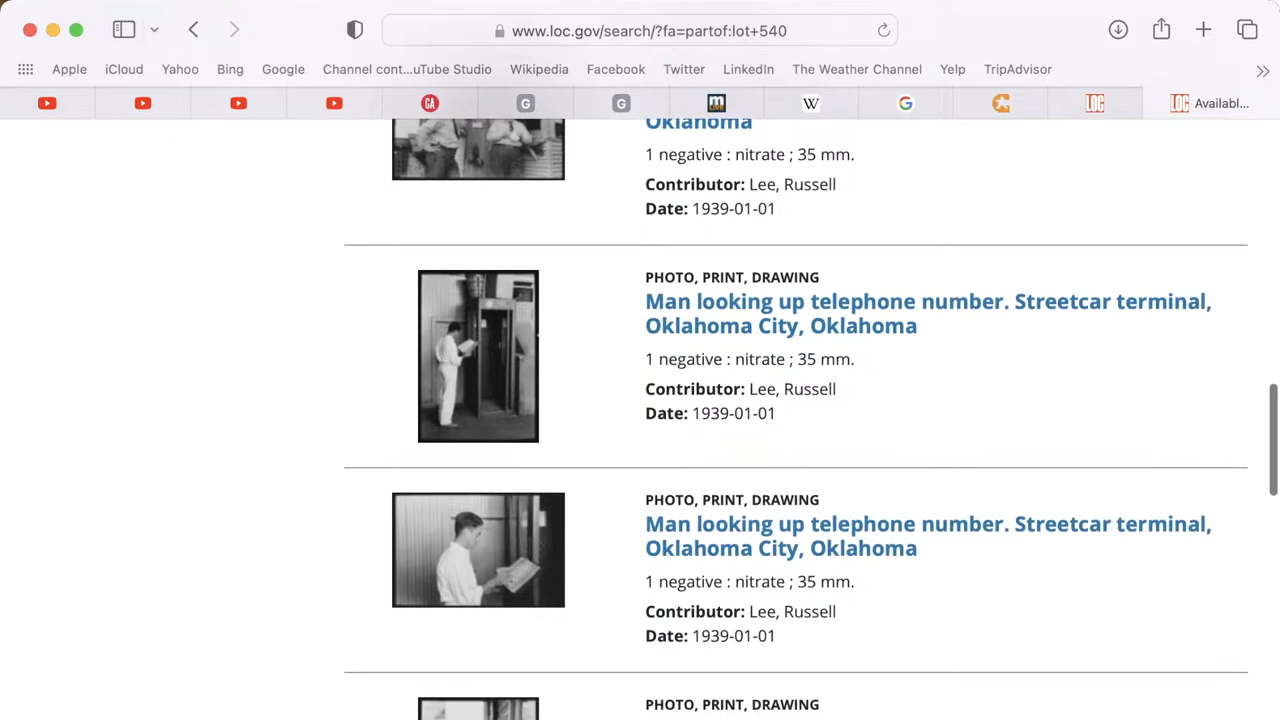 www.loc.gov/search/?fa=partof:lot+540
Apple iCloud Yahoo Bing Google Channel cont...uTube Studio Wikipedia Facebook Twitter LinkedIn The Weather Channel Yelp TripAdvisor
GA G G M W G C LOC LOC Availabl...
Oklahoma
1 negative : nitrate ; 35 mm.
Contributor: Lee, Russell
Date: 1939-01-01
PHOTO, PRINT, DRAWING
Man looking up telephone number. Streetcar terminal,
Oklahoma City, Oklahoma
1 negative : nitrate ; 35 mm.
Contributor: Lee, Russell
Date: 1939-01-01
PHOTO, PRINT, DRAWING
Man looking up telephone number. Streetcar terminal,
Oklahoma City, Oklahoma
1 negative : nitrate ; 35 mm.
Contributor: Lee, Russell
Date: 1939-01-01
PHOTO, PRINT, DRAWING